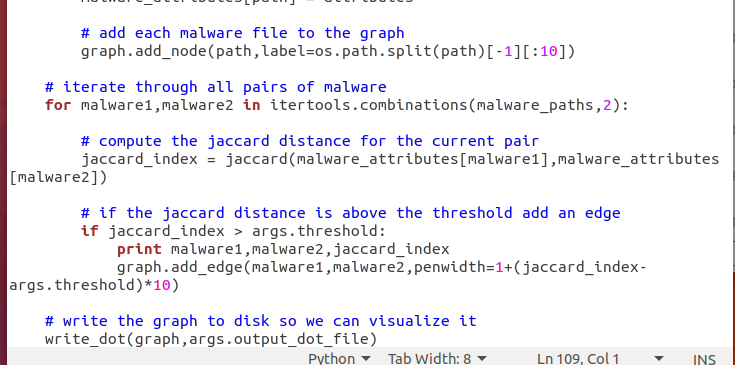 malware_attributes[path] = attributes
# add each malware file to the graph
graph.add_node(path,label=os.path.split(path)[-1][:10])
# iterate through all pairs of malware
for malware1,malware2 in itertools.combinations(malware_paths,2):
# compute the jaccard distance for the current pair
jaccard_index = jaccard(malware_attributes[malware1],malware_attributes
[malware2])
# if the jaccard distance is above the threshold add an edge
if jaccard_index > args.threshold:
print malware1,malware2,jaccard_index
graph.add_edge(malware1,malware2,penwidth=1+(jaccard_index-
args.threshold)*10)
# write the graph to disk so we can visualize it
write_dot(graph,args.output_dot_file)
Python Tab Width: 8 Ln 109, Col 1 INS